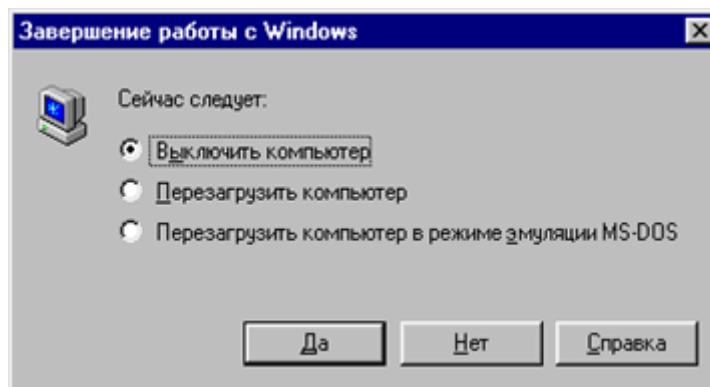 Завершение работы с Windows
Сейчас следует:
Выключить компьютер
Перезагрузить компьютер
Перезагрузить компьютер в режиме эмуляции MS-DOS
Да Нет Справка